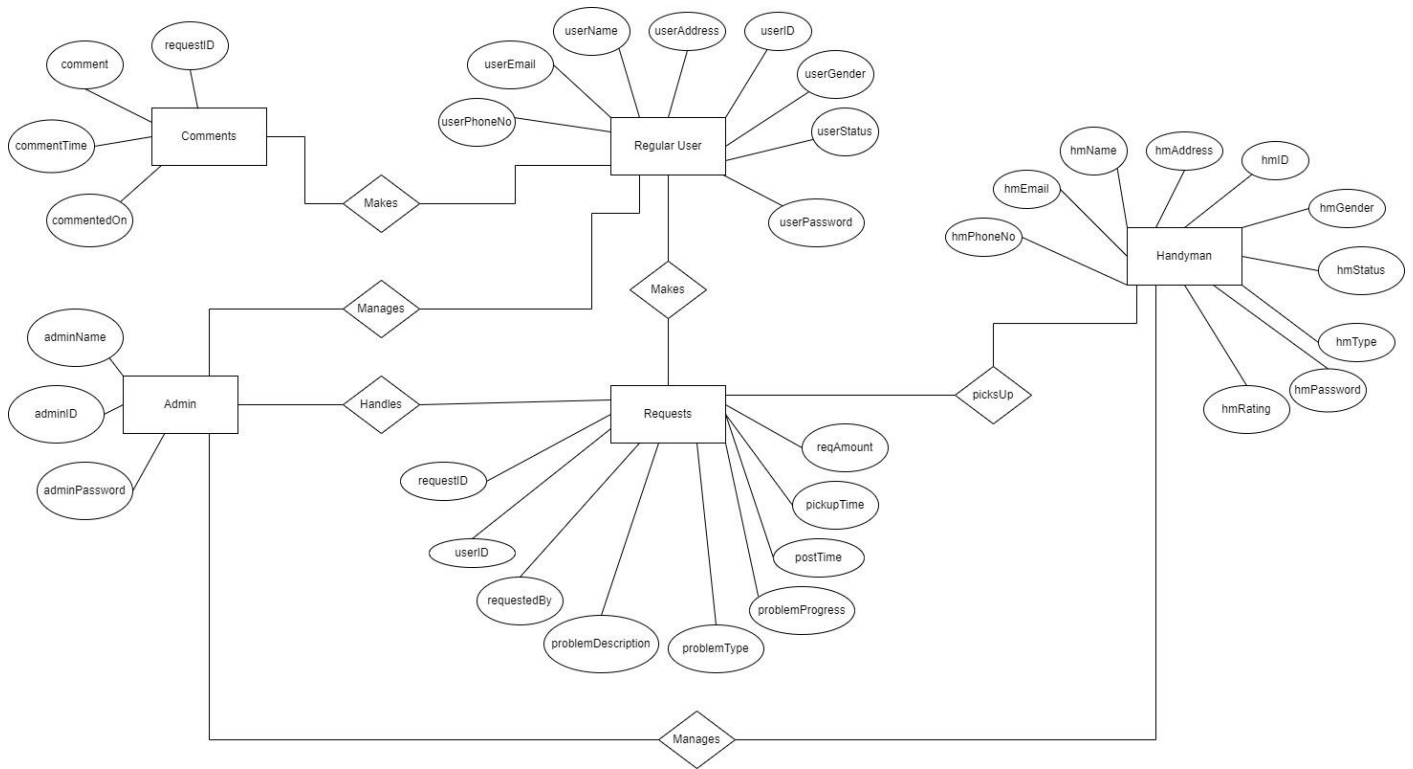 requestID
comment
commentTime
commentedOn
Comments
Makes
userName
userAddress
userID
userEmail
userGender
userPhoneNo
userStatus
Regular User
userPassword
hmName
hmAddress
hmID
hmEmail
hmGender
hmPhoneNo
hmStatus
Handyman
hmType
hmPassword
hmRating
Manages
Makes
adminName
adminID
adminPassword
Admin
Handles
Requests
picksUp
requestID
userID
requestedBy
problemDescription
problemType
problemProgress
postTime
pickupTime
reqAmount
Manages